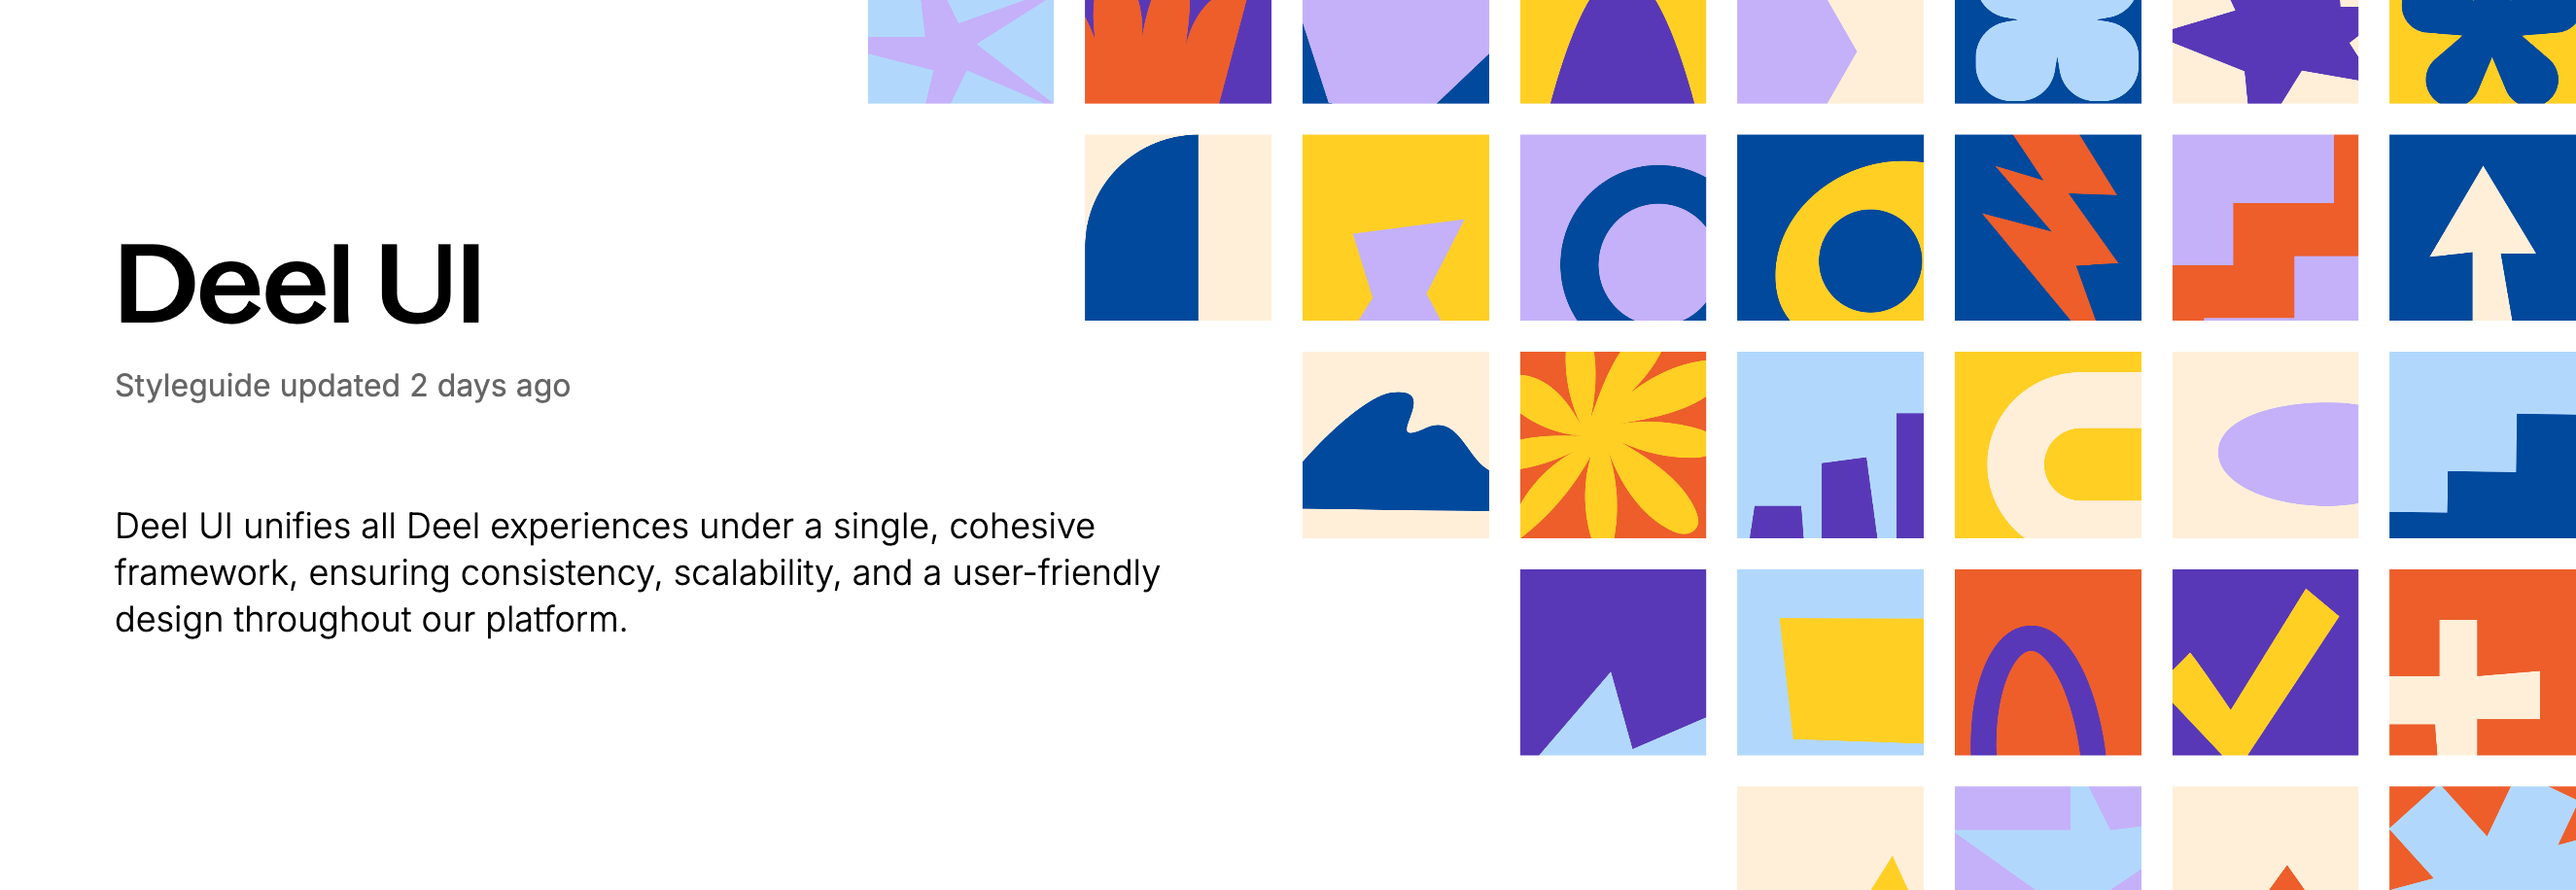 Deel UI
Styleguide updated 2 days ago
Deel UI unifies all Deel experiences under a single, cohesive
framework, ensuring consistency, scalability, and a user-friendly
design throughout our platform.